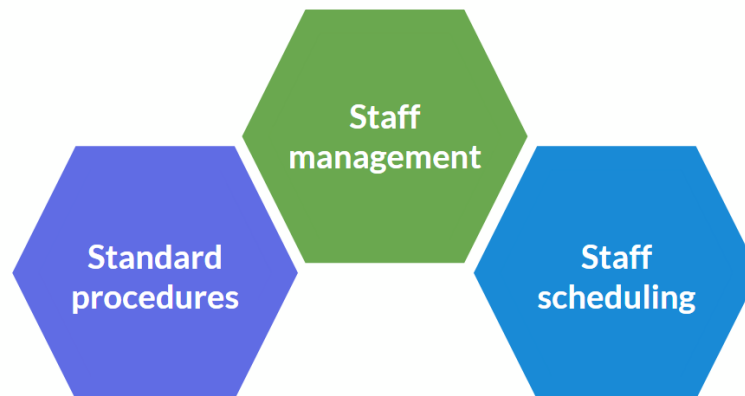 Staff
management
Standard
procedures
Staff
scheduling